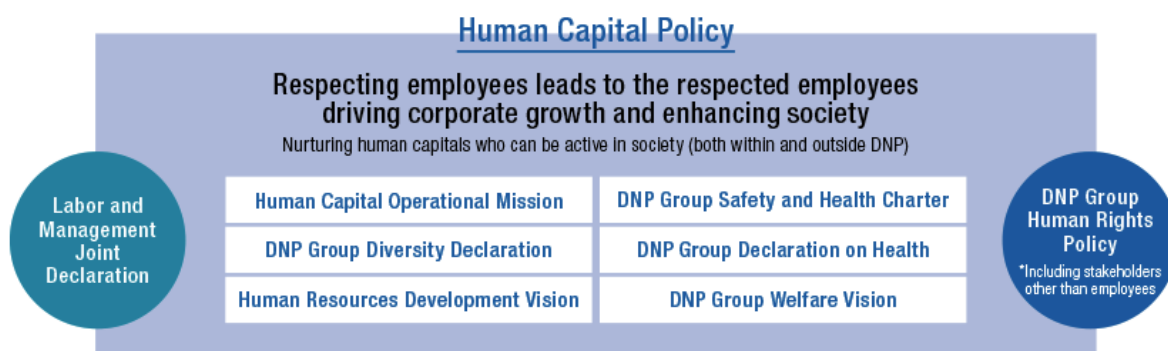 Human Capital Policy
Respecting employees leads to the respected employees
driving corporate growth and enhancing society
Nurturing human capitals who can be active in society (both within and outside DNP)
Labor and
Management
Joint
Declaration
Human Capital Operational Mission
DNP Group Safety and Health Charter
DNP Group Diversity Declaration
DNP Group Declaration on Health
Human Resources Development Vision
DNP Group Welfare Vision
DNP Group
Human Rights
Policy
*Including stakeholders
other than employees